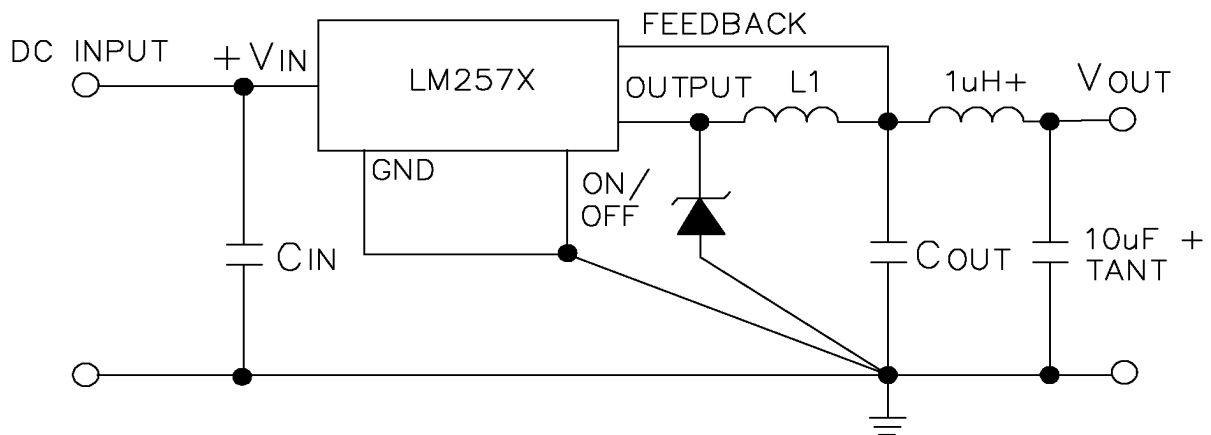 FEEDBACK
DC INPUT
+VIN
LM257X
OUTPUT
L1
1uH+
VOUT
GND
ON/
OFF
CIN
COUT
10uF +
TANT